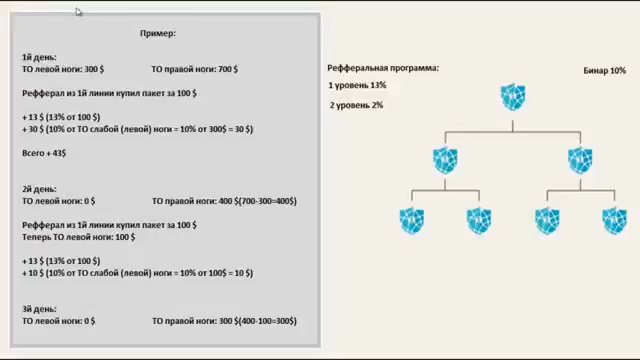 Пример:
1й день:
ТО левой ноги: 300 $ ТО правой ноги: 700 $
Рефферал из 1й линии купил пакет за 100 $
+ 13 $ (13% от 100 $)
+ 30 $ (10% от ТО слабой (левой) ноги = 10% от 300$ = 30 $)
Всего + 43$
2й день:
ТО левой ноги: 0 $ ТО правой ноги: 400 $(700-300=400$)
Рефферал из 1й линии купил пакет за 100 $
Теперь ТО левой ноги: 100 $
+ 13 $ (13% от 100 $)
+ 10 $ (10% от ТО слабой (левой) ноги = 10% от 100$ = 10 $)
3й день:
ТО левой ноги: 0 $ ТО правой ноги: 300 $(400-100=300$)
Рефферальная программа:
1 уровень 13%
2 уровень 2%
Бинар 10%